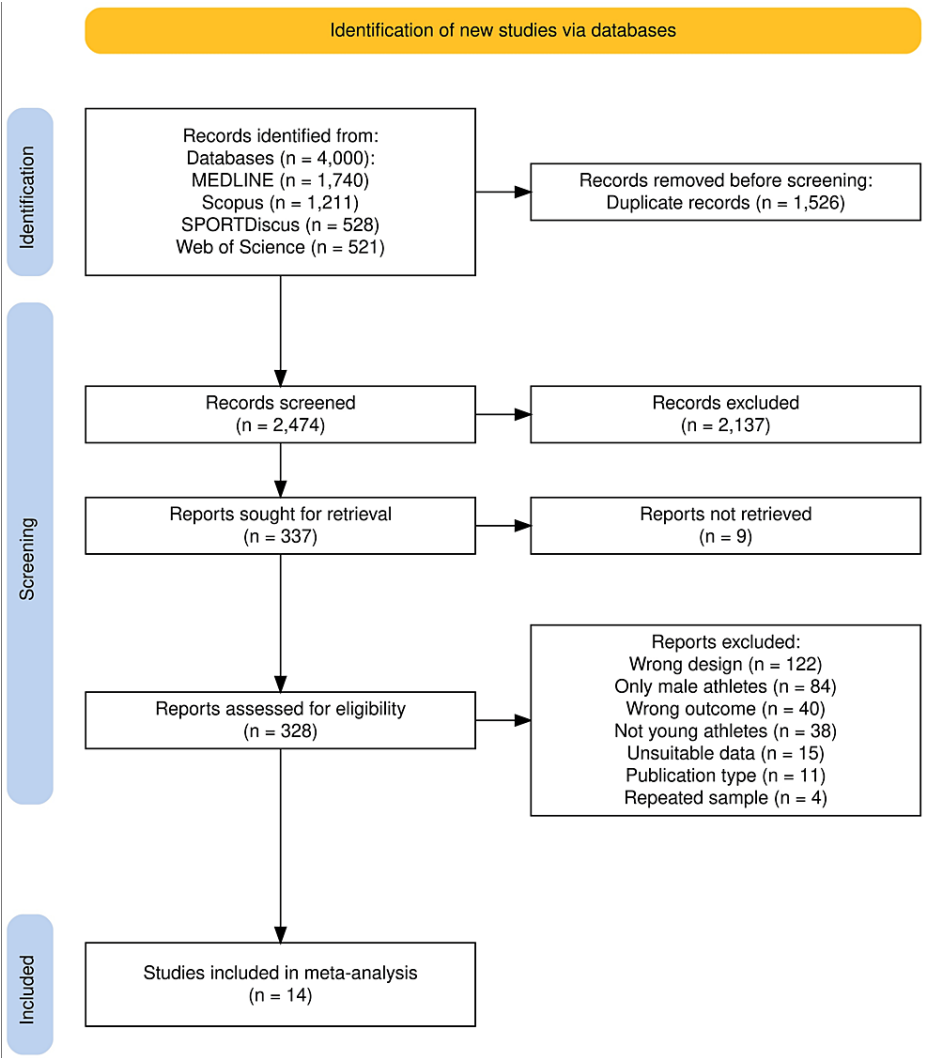 Identification of new studies via databases
Identification
Records identified from:
Databases (n = 4,000):
MEDLINE (n = 1,740)
Scopus (n = 1,211)
SPORTDiscus (n = 528)
Web of Science (n = 521)
Records removed before screening:
Duplicate records (n = 1,526)
Screening
Records screened
(n = 2,474)
Records excluded
(n = 2,137)
Reports sought for retrieval
(n = 337)
Reports not retrieved
(n = 9)
Reports assessed for eligibility
(n = 328)
Reports excluded:
Wrong design (n = 122)
Only male athletes (n = 84)
Wrong outcome (n = 40)
Not young athletes (n = 38)
Unsuitable data (n = 15)
Publication type (n = 11)
Repeated sample (n = 4)
Included
Studies included in meta-analysis
(n = 14)